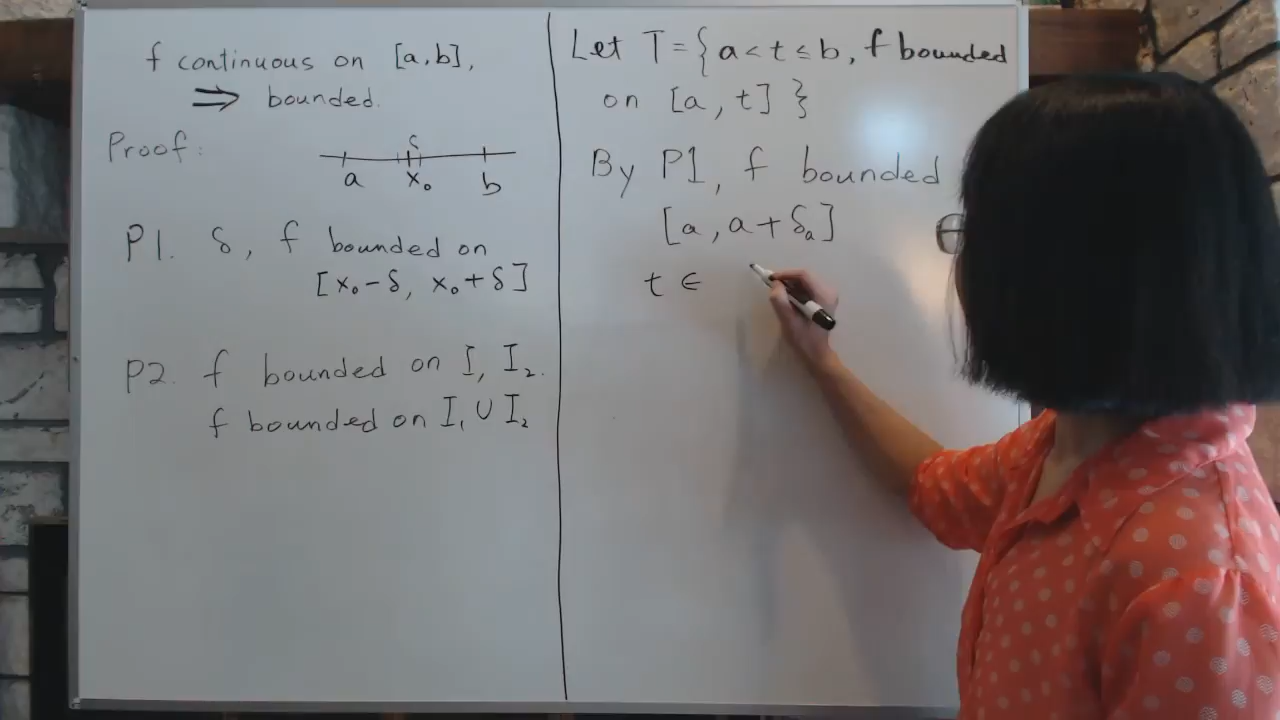 f continuous on [a,b],
⇒ bounded.
Proof:
δ
a x₀ b
P1. δ, f bounded on
[x₀-δ, x₀+δ]
P2. f bounded on I, I₂.
f bounded on I₁ ∪ I₂
Let T = { a < t ≤ b, f bounded
on [a, t] }
By P1, f bounded
[a, a+δₐ]
t ∈